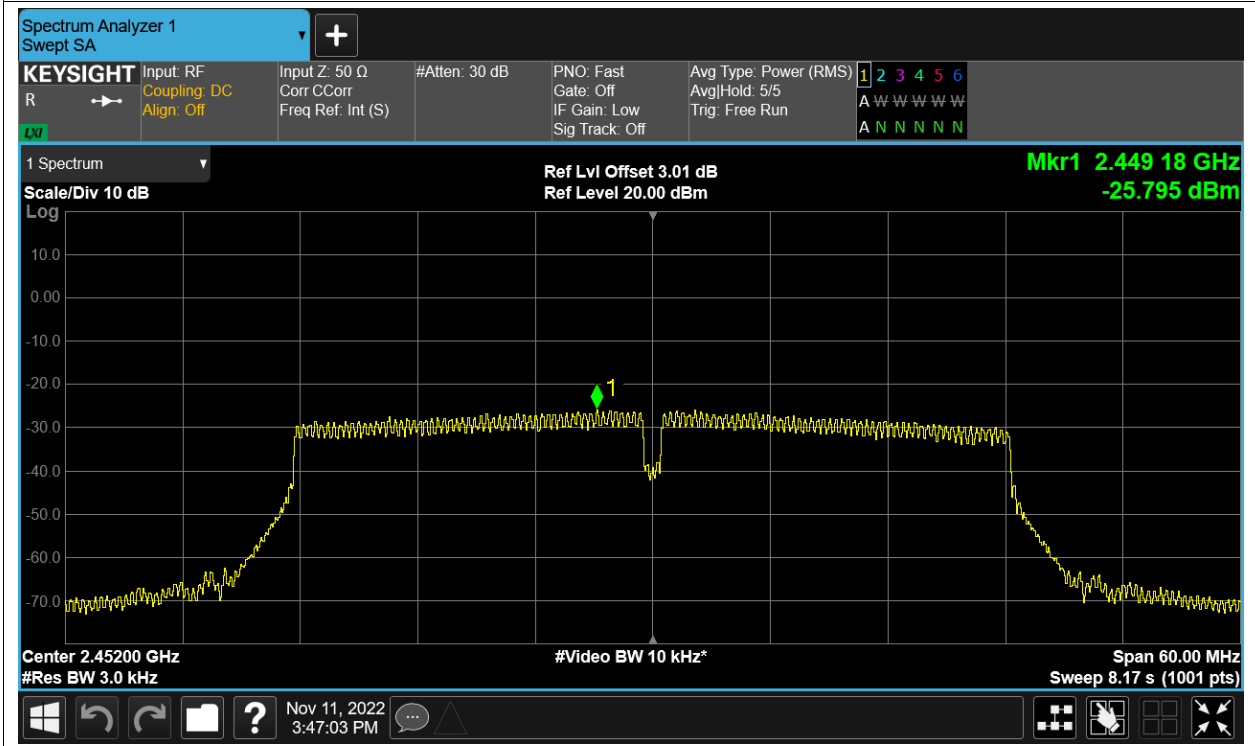 Spectrum Analyzer 1
Swept SA
+
KEYSIGHT
R
LXI
Input: RF
Coupling: DC
Align: Off
Input Z: 50 Ω
Corr CCorr
Freq Ref: Int (S)
#Atten: 30 dB
PNO: Fast
Gate: Off
IF Gain: Low
Sig Track: Off
Avg Type: Power (RMS)
Avg|Hold: 5/5
Trig: Free Run
1 2 3 4 5 6
A W W W W W
A N N N N N
1 Spectrum
Scale/Div 10 dB
Log
Ref Lvl Offset 3.01 dB
Ref Level 20.00 dBm
Mkr1 2.449 18 GHz
-25.795 dBm
10.0
0.00
-10.0
-20.0
-30.0
-40.0
-50.0
-60.0
-70.0
1
Center 2.45200 GHz
#Res BW 3.0 kHz
#Video BW 10 kHz*
Span 60.00 MHz
Sweep 8.17 s (1001 pts)
?
Nov 11, 2022
3:47:03 PM